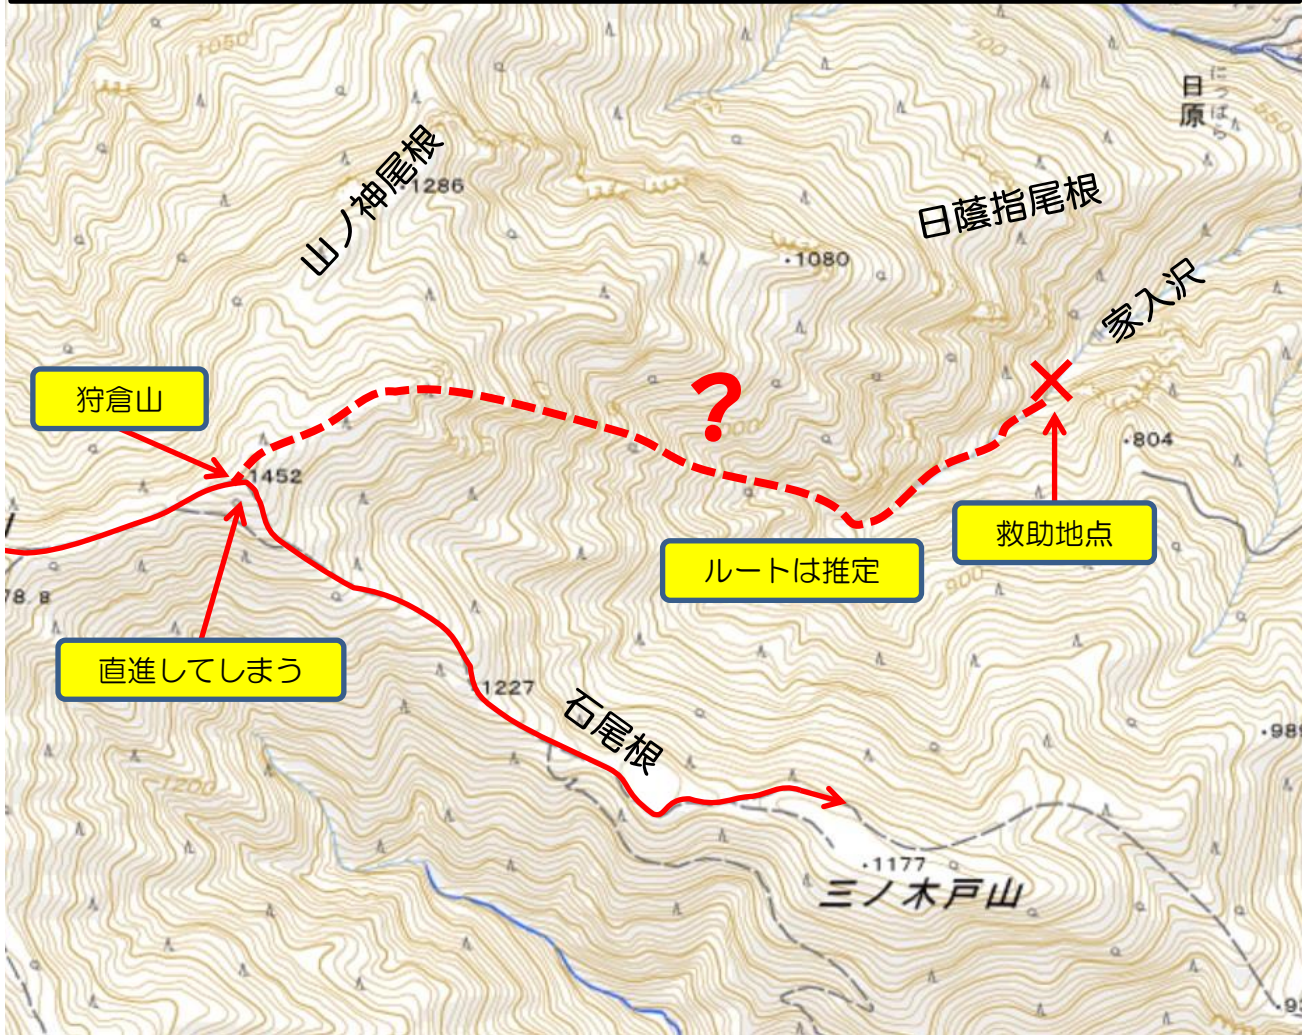 1050
700
日原
にっぱら
650
山ノ神尾根
・1286
日蔭指尾根
・1080
家入沢
狩倉山
?
・804
1452
救助地点
ルートは推定
900
78.8
直進してしまう
1227
石尾根
1200
・1177
三ノ木戸山